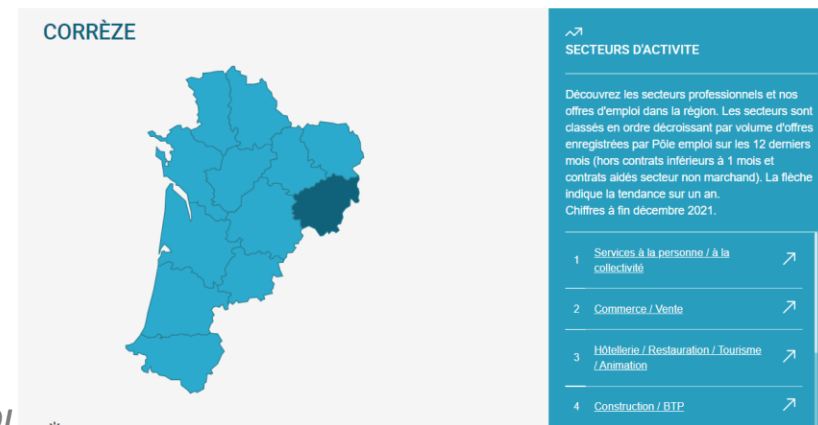 CORRÈZE
SECTEURS D'ACTIVITE
Découvrez les secteurs professionnels et nos
offres d'emploi dans la région. Les secteurs sont
classés en ordre décroissant par volume d'offres
enregistrées par Pôle emploi sur les 12 derniers
mois (hors contrats inférieurs à 1 mois et
contrats aidés secteur non marchand). La flèche
indique la tendance sur un an.
Chiffres à fin décembre 2021.
1 Services à la personne / à la
collectivité
2 Commerce / Vente
3 Hôtellerie / Restauration / Tourisme
/ Animation
4 Construction / BTP